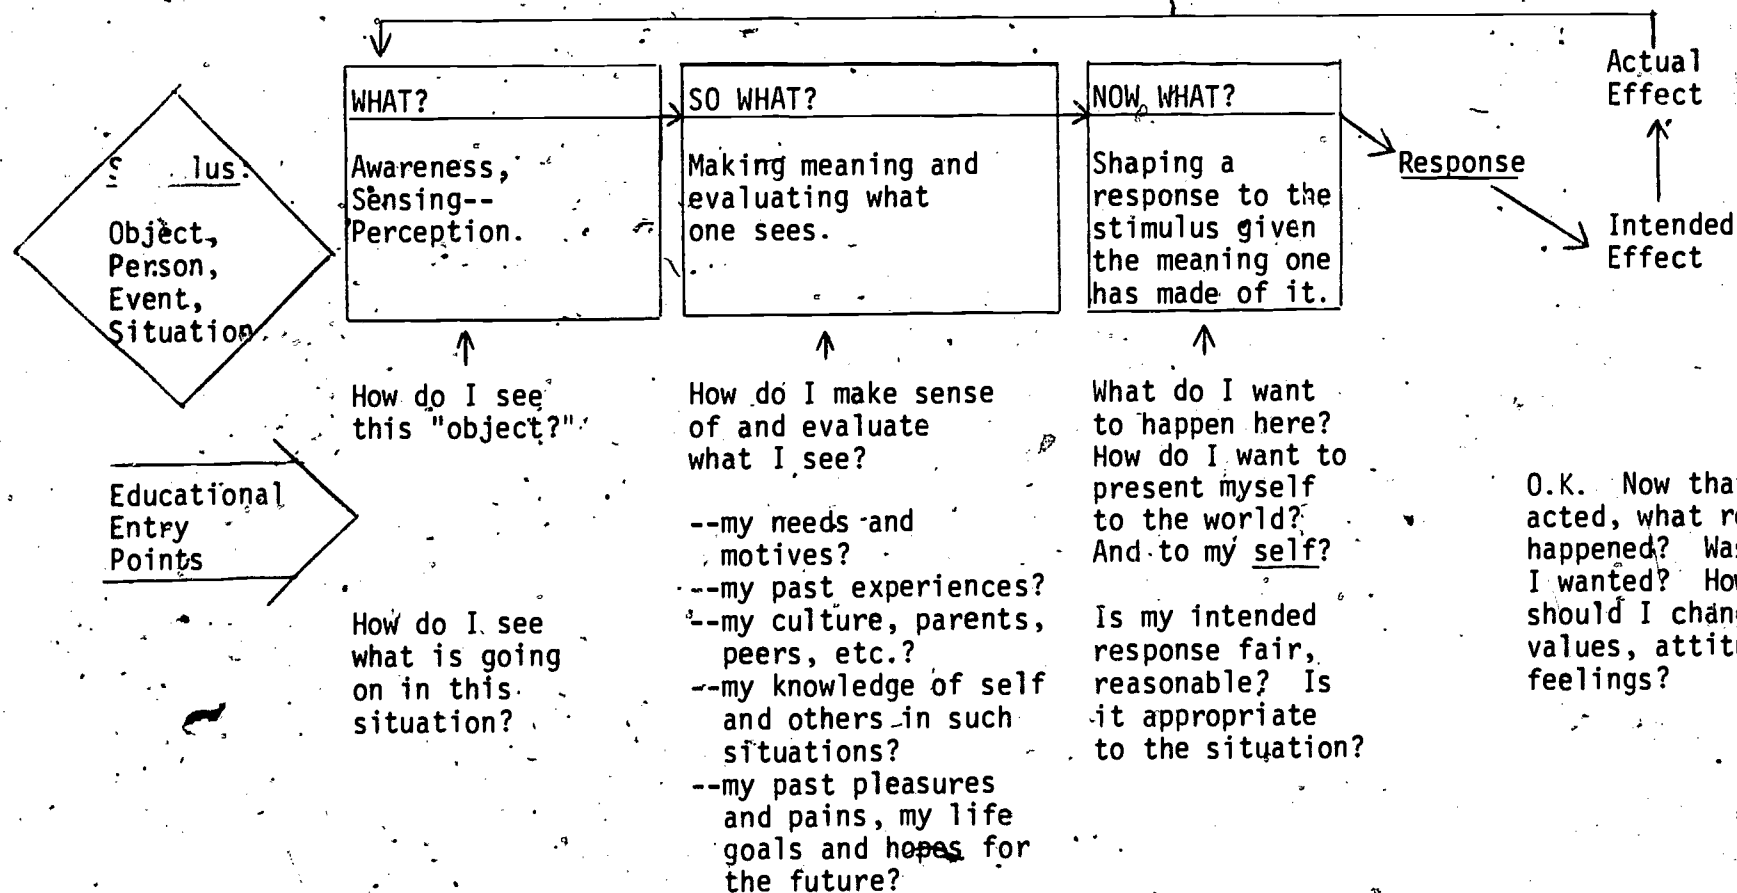 Actual
Effect
WHAT?
SO WHAT?
NOW WHAT?
Object,
Person,
Event,
Situation
Awareness,
Sensing--
Perception.
Making meaning and
evaluating what
one sees.
Shaping a
response to the
stimulus given
the meaning one
has made of it.
Response
Intended
Effect
How do I see
this "object?"
How do I make sense
of and evaluate
what I see?
--my needs and
motives?
--my past experiences?
--my culture, parents,
peers, etc.?
--my knowledge of self
and others in such
situations?
--my past pleasures
and pains, my life
goals and hopes for
the future?
What do I want
to happen here?
How do I want to
present myself
to the world?
And to my self?
Is my intended
response fair,
reasonable? Is
it appropriate
to the situation?
Educational
Entry
Points
How do I see
what is going
on in this
situation?
O.K. Now
acted, what
happened?
I wanted?
should I
values,
feelings?